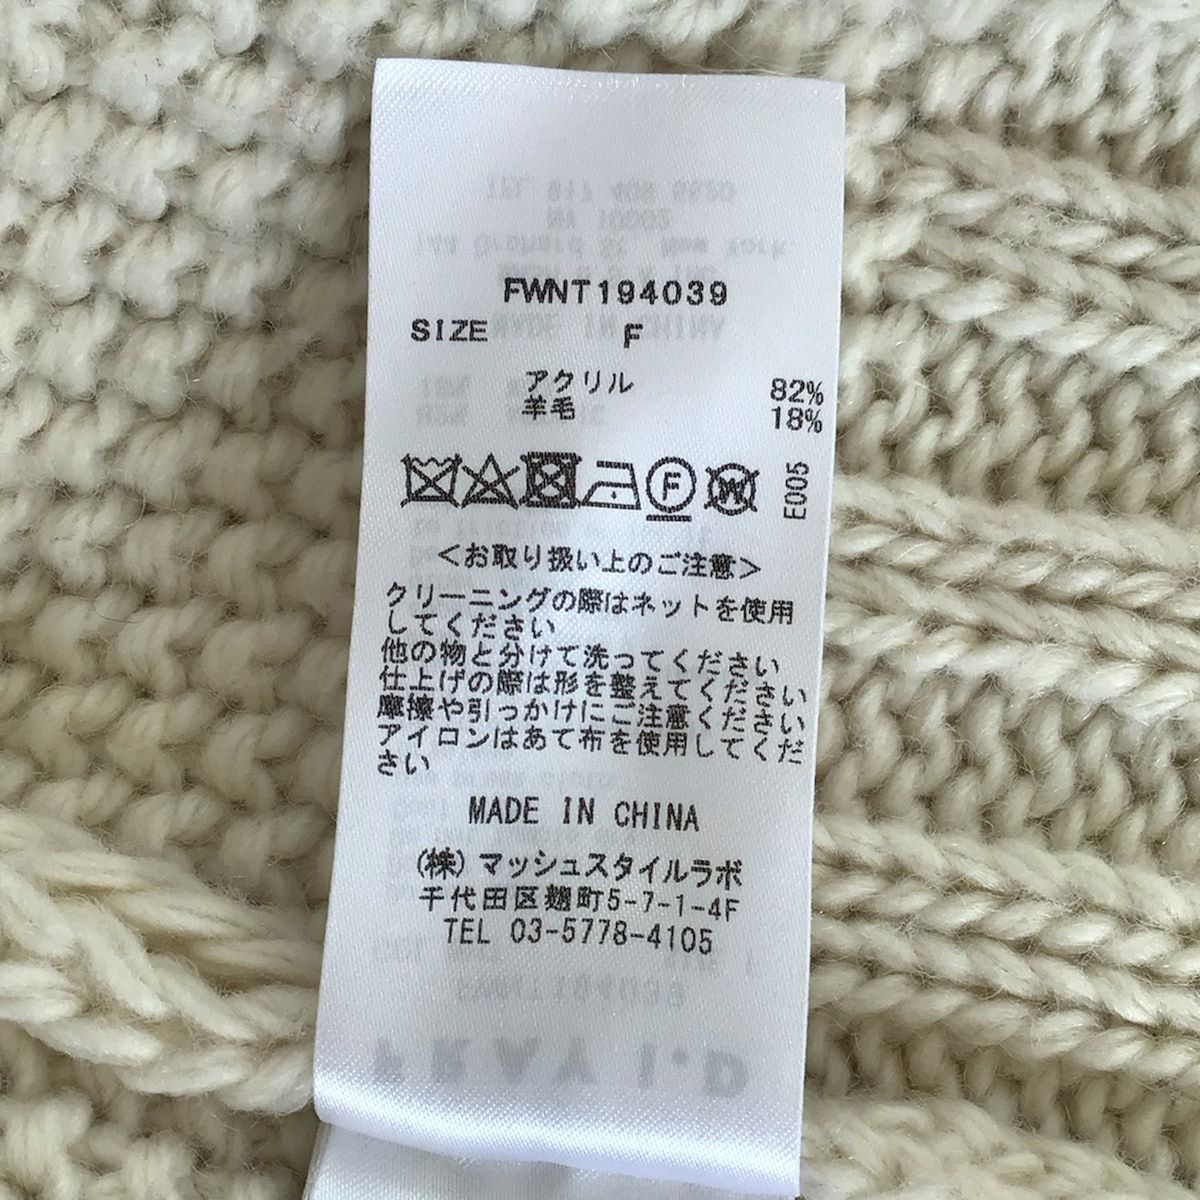 FWNT194039
SIZE F
アクリル 82%
羊毛 18%
F W E005
<お取り扱い上のご注意>
クリーニングの際はネットを使用
してください
他の物と分けて洗ってください
仕上げの際は形を整えてください
摩擦や引っかけにご注意ください
アイロンはあて布を使用してくだ
さい
MADE IN CHINA
(株)マッシュスタイルラボ
千代田区麹町5-7-1-4F
TEL 03-5778-4105
FWNT194039
FRAY I.D